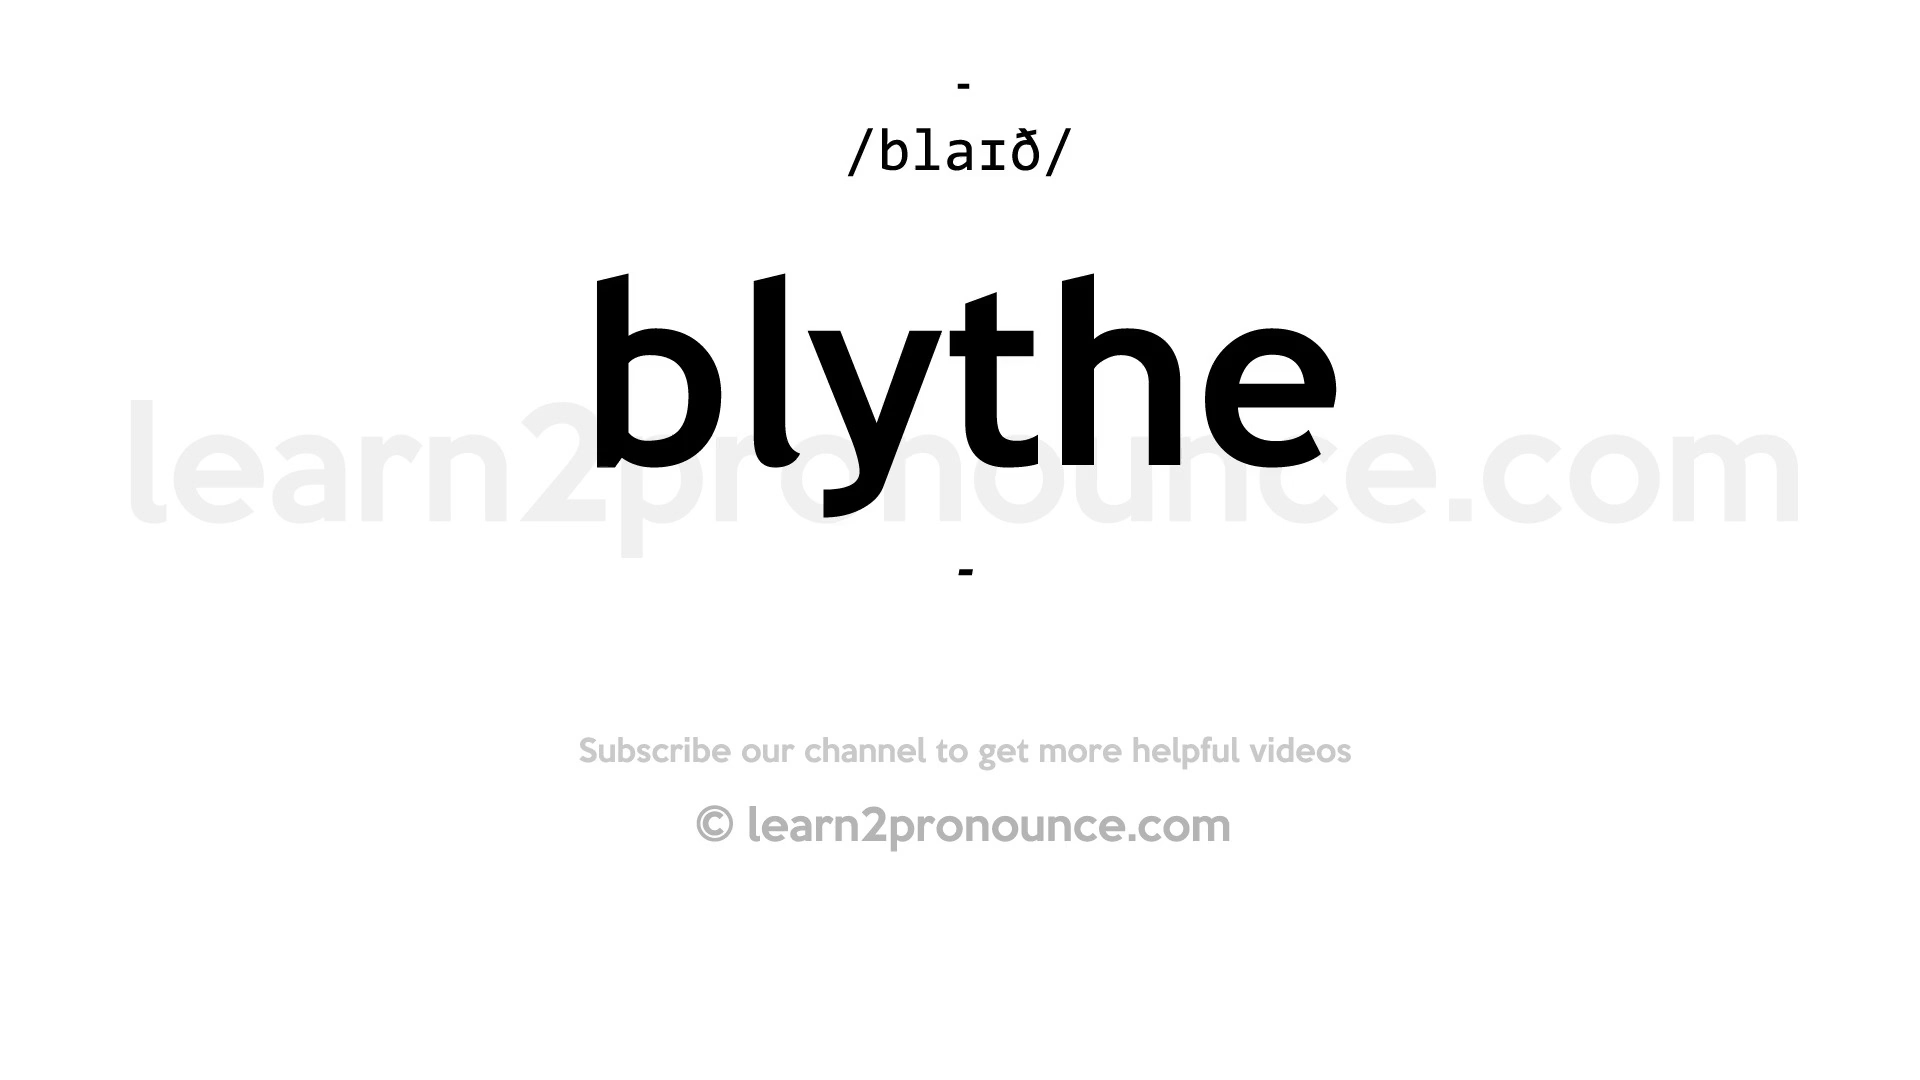 -
/blaɪð/
blythe
learn2pronounce.com
-
Subscribe our channel to get more helpful videos
© learn2pronounce.com